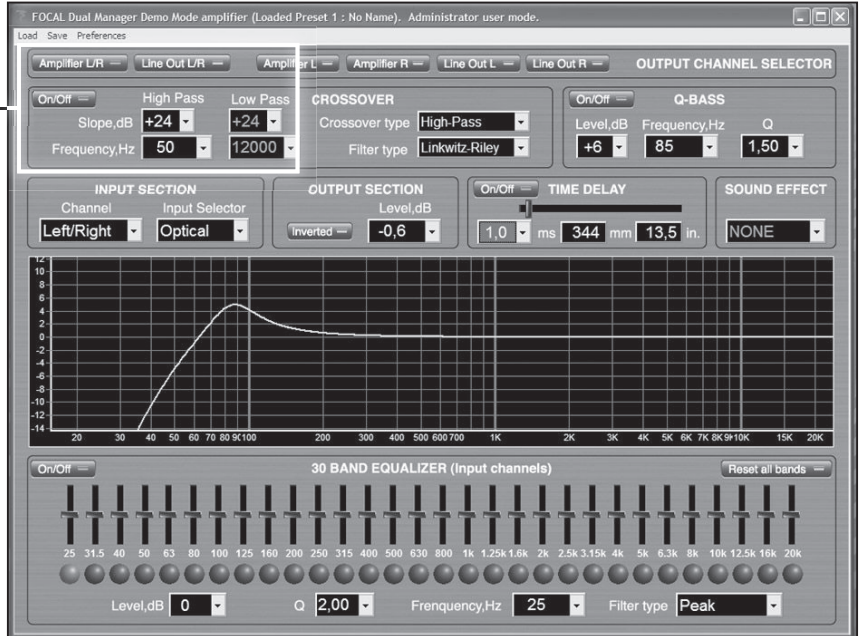 FOCAL Dual Manager Demo Mode amplifier (Loaded Preset 1 : No Name). Administrator user mode.
Load Save Preferences
Amplifier L/R Line Out L/R Amplifier L Amplifier R Line Out L Line Out R OUTPUT CHANNEL SELECTOR
On/Off High Pass Low Pass CROSSOVER
Slope,dB +24 +24 Crossover type High-Pass
Frequency,Hz 50 12000 Filter type Linkwitz-Riley
On/Off Q-BASS
Level,dB Frequency,Hz Q
+6 85 1,50
INPUT SECTION
Channel Input Selector
Left/Right Optical
OUTPUT SECTION
Level,dB
Inverted -0,6
On/Off TIME DELAY
1,0 ms 344 mm 13,5 in.
SOUND EFFECT
NONE
12
10
8
6
4
2
0
-2
-4
-6
-8
-10
-12
-14
20 30 40 50 60 70 80 90 100 200 300 400 500 600 700 1K 2K 3K 4K 5K 6K 7K 8K 9K 10K 15K 20K
On/Off 30 BAND EQUALIZER (Input channels) Reset all bands
25 31.5 40 50 63 80 100 125 160 200 250 315 400 500 630 800 1k 1.25k 1.6k 2k 2.5k 3.15k 4k 5k 6.3k 8k 10k 12.5k 16k 20k
Level,dB 0 Q 2,00 Frenquency,Hz 25 Filter type Peak